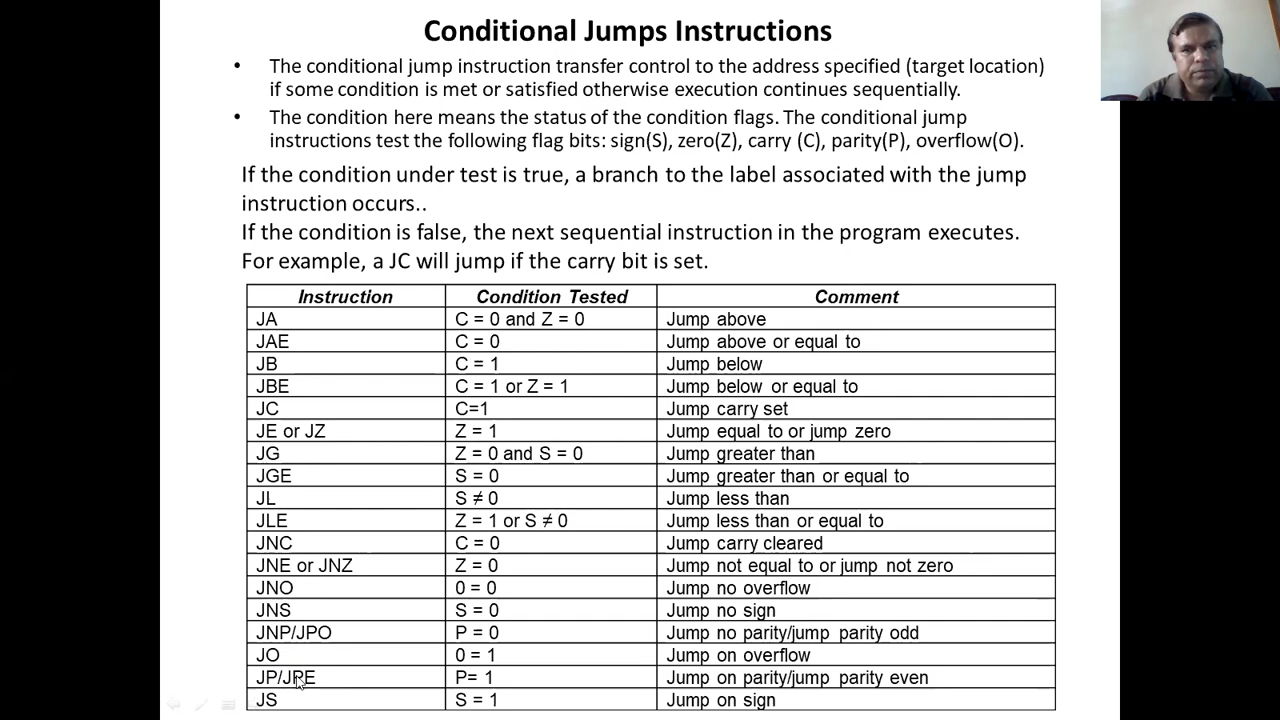 Conditional Jumps Instructions
• The conditional jump instruction transfer control to the address specified (target location)
if some condition is met or satisfied otherwise execution continues sequentially.
• The condition here means the status of the condition flags. The conditional jump
instructions test the following flag bits: sign(S), zero(Z), carry (C), parity(P), overflow(O).
If the condition under test is true, a branch to the label associated with the jump
instruction occurs..
If the condition is false, the next sequential instruction in the program executes.
For example, a JC will jump if the carry bit is set.
Instruction Condition Tested Comment
JA C = 0 and Z = 0 Jump above
JAE C = 0 Jump above or equal to
JB C = 1 Jump below
JBE C = 1 or Z = 1 Jump below or equal to
JC C=1 Jump carry set
JE or JZ Z = 1 Jump equal to or jump zero
JG Z = 0 and S = 0 Jump greater than
JGE S = 0 Jump greater than or equal to
JL S ≠ 0 Jump less than
JLE Z = 1 or S ≠ 0 Jump less than or equal to
JNC C = 0 Jump carry cleared
JNE or JNZ Z = 0 Jump not equal to or jump not zero
JNO 0 = 0 Jump no overflow
JNS S = 0 Jump no sign
JNP/JPO P = 0 Jump no parity/jump parity odd
JO 0 = 1 Jump on overflow
JP/JPE P= 1 Jump on parity/jump parity even
JS S = 1 Jump on sign